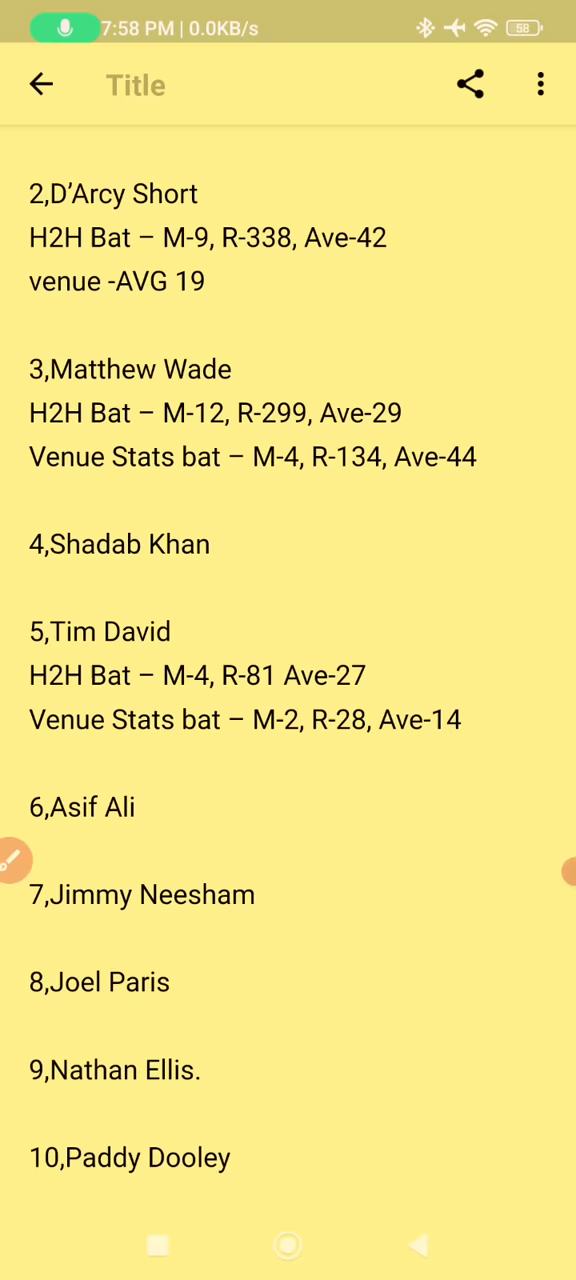 7:58 PM | 0.0KB/s
58
Title
2,D’Arcy Short
H2H Bat – M-9, R-338, Ave-42
venue -AVG 19
3,Matthew Wade
H2H Bat – M-12, R-299, Ave-29
Venue Stats bat – M-4, R-134, Ave-44
4,Shadab Khan
5,Tim David
H2H Bat – M-4, R-81 Ave-27
Venue Stats bat – M-2, R-28, Ave-14
6,Asif Ali
7,Jimmy Neesham
8,Joel Paris
9,Nathan Ellis.
10,Paddy Dooley